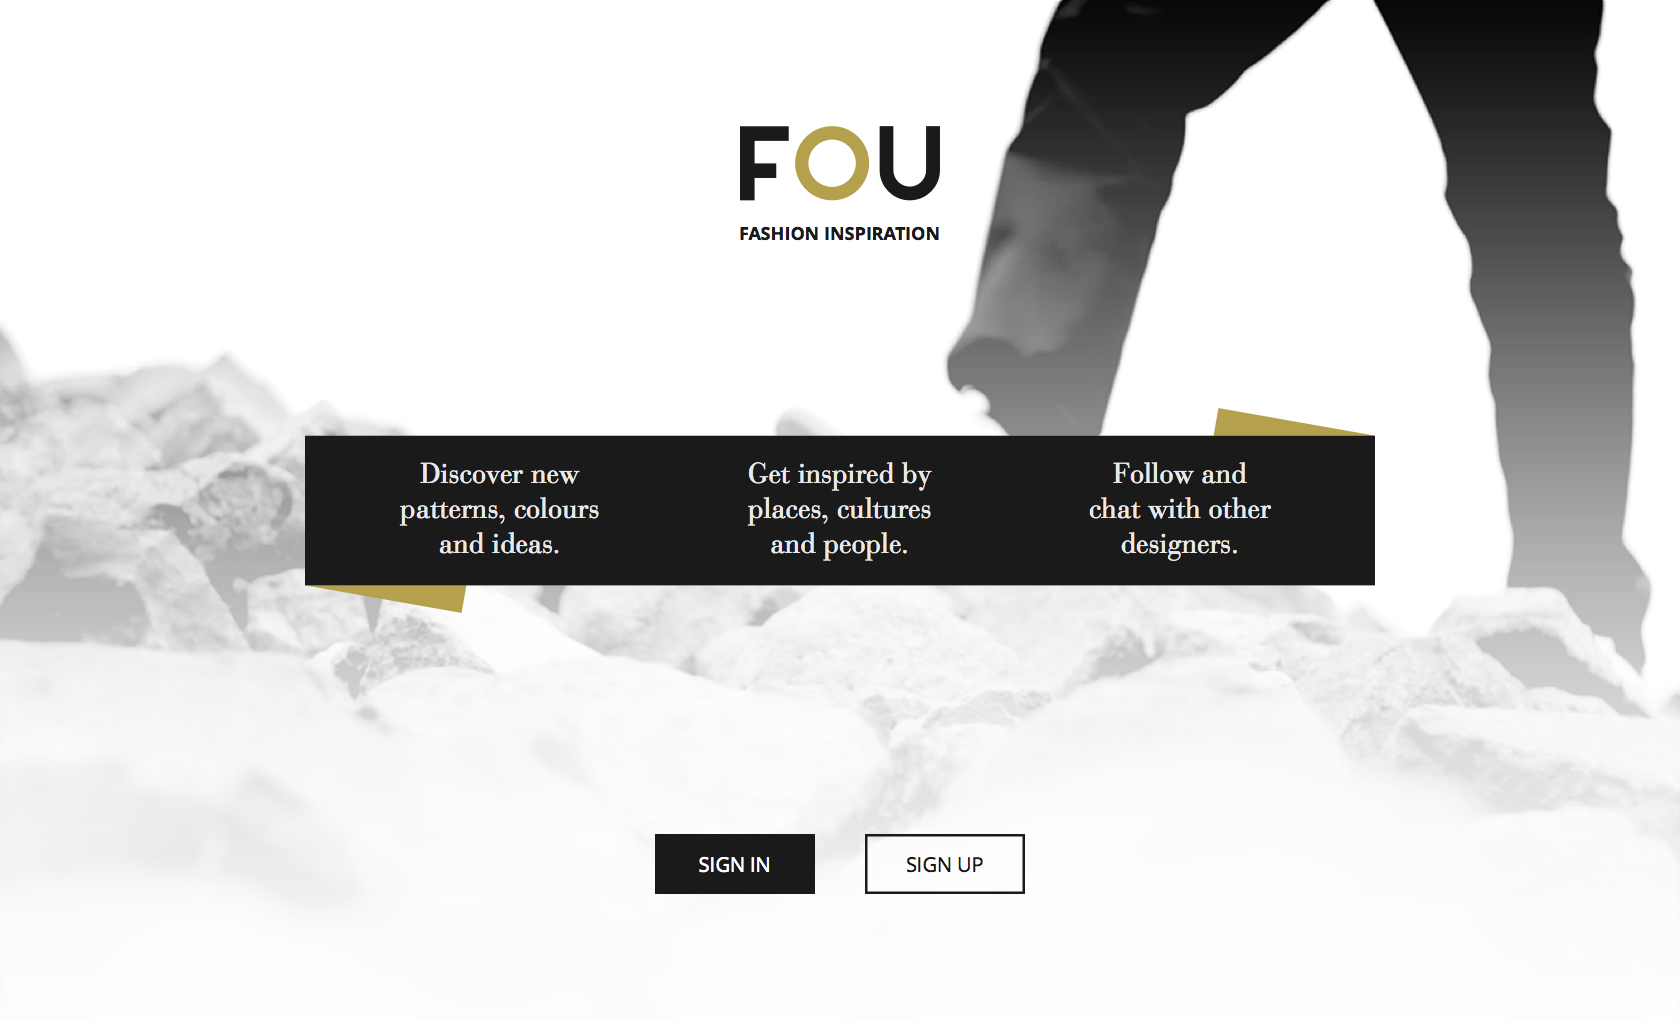 FOU
FASHION INSPIRATION
Discover new
patterns, colours
and ideas.
Get inspired by
places, cultures
and people.
Follow and
chat with other
designers.
SIGN IN
SIGN UP